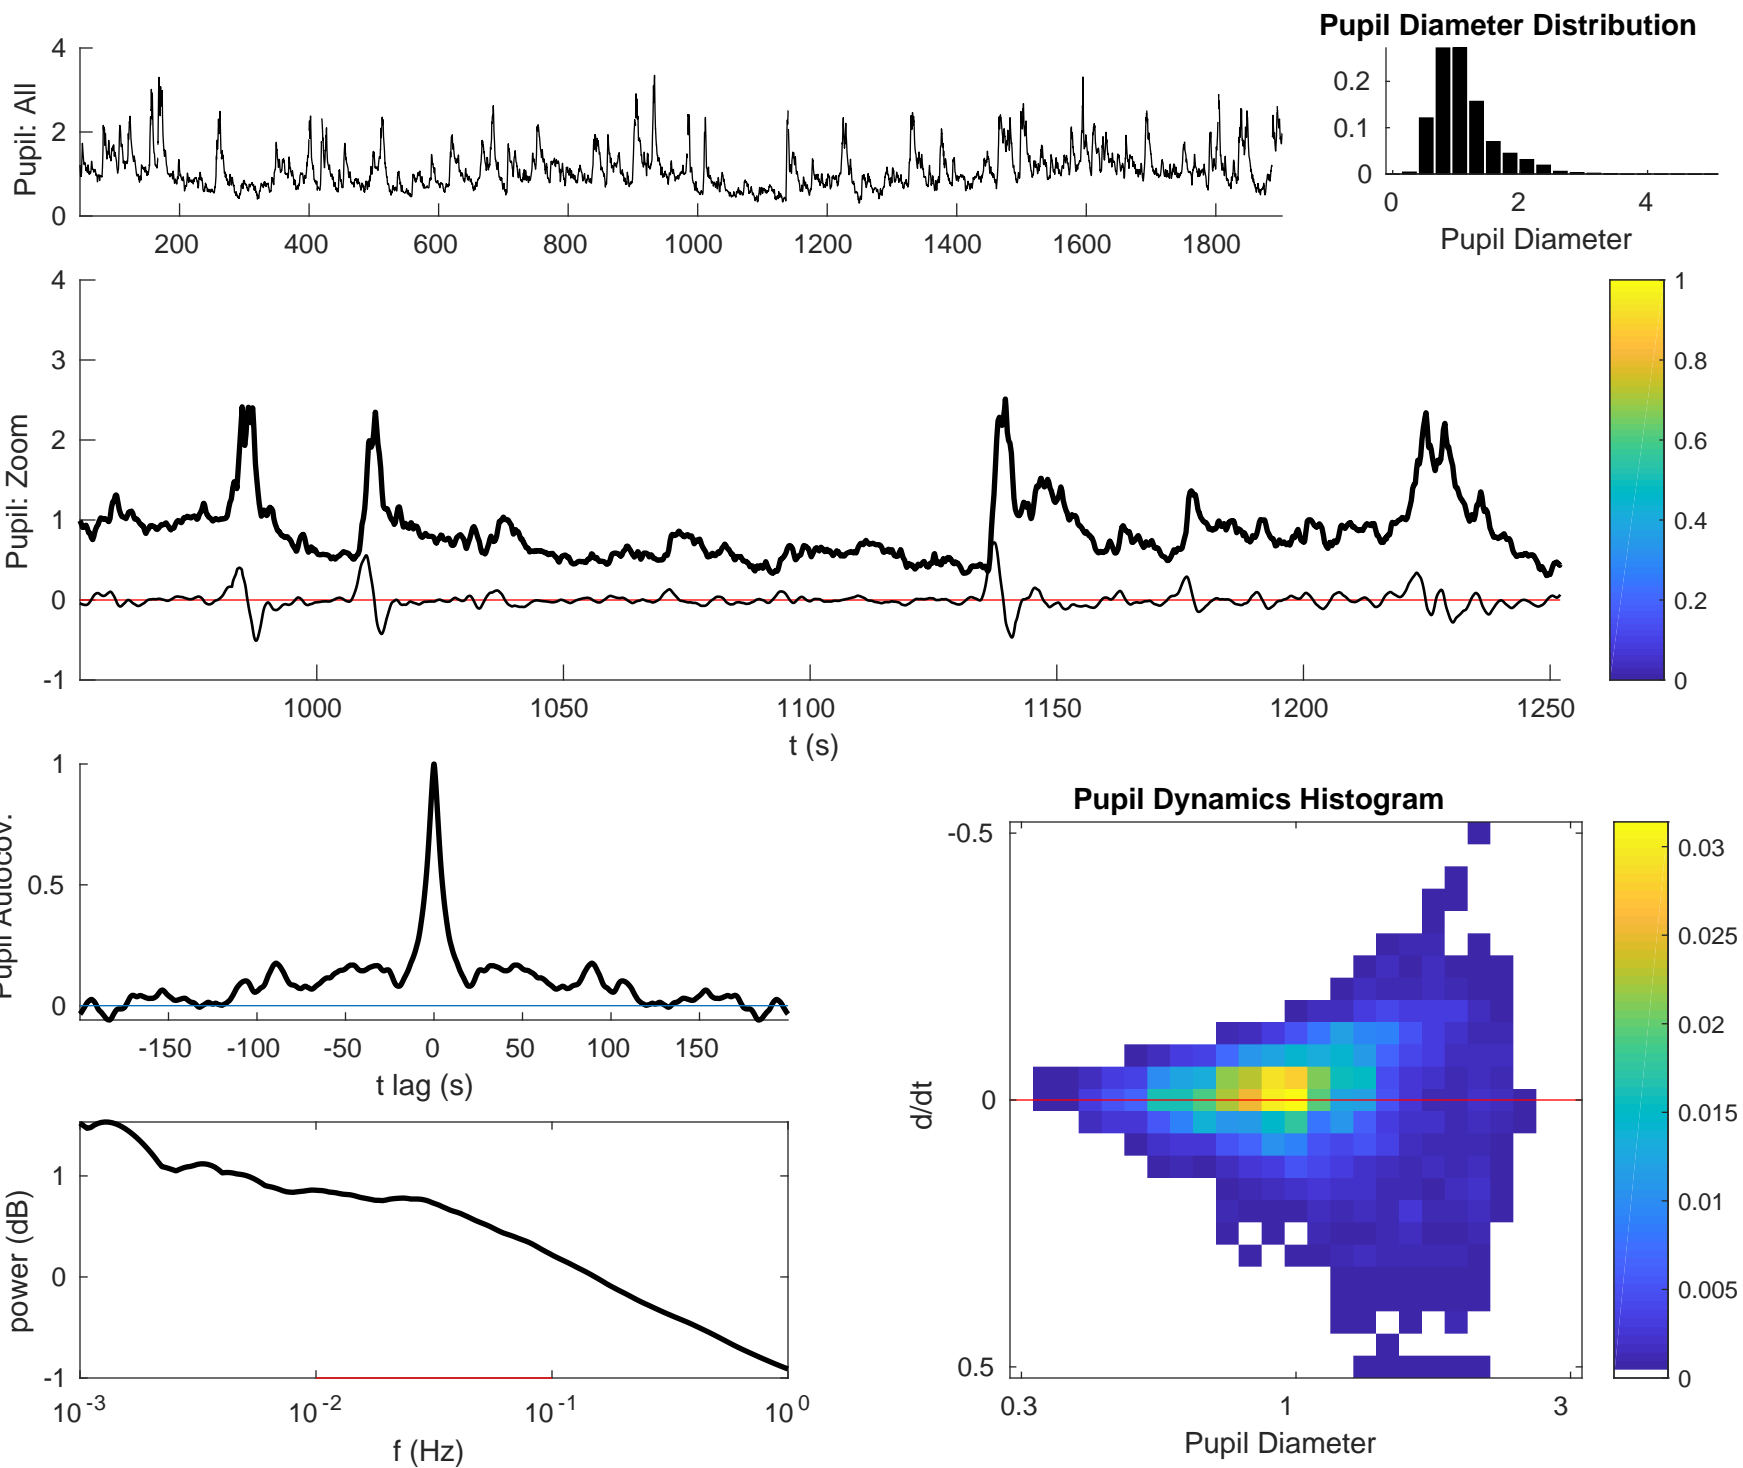 Pupil Diameter Distribution
Pupil: All
4
2
0
200 400 600 800 1000 1200 1400 1600 1800
0.2
0.1
0
0 2 4
Pupil Diameter
Pupil: Zoom
4
3
2
1
0
-1
1000 1050 1100 1150 1200 1250
t (s)
1
0.8
0.6
0.4
0.2
0
Pupil Autocov.
1
0.5
0
-150 -100 -50 0 50 100 150
t lag (s)
power (dB)
1
0
-1
10^-3 10^-2 10^-1 10^0
f (Hz)
Pupil Dynamics Histogram
d/dt
-0.5
0
0.5
0.3 1 3
Pupil Diameter
0.03
0.025
0.02
0.015
0.01
0.005
0